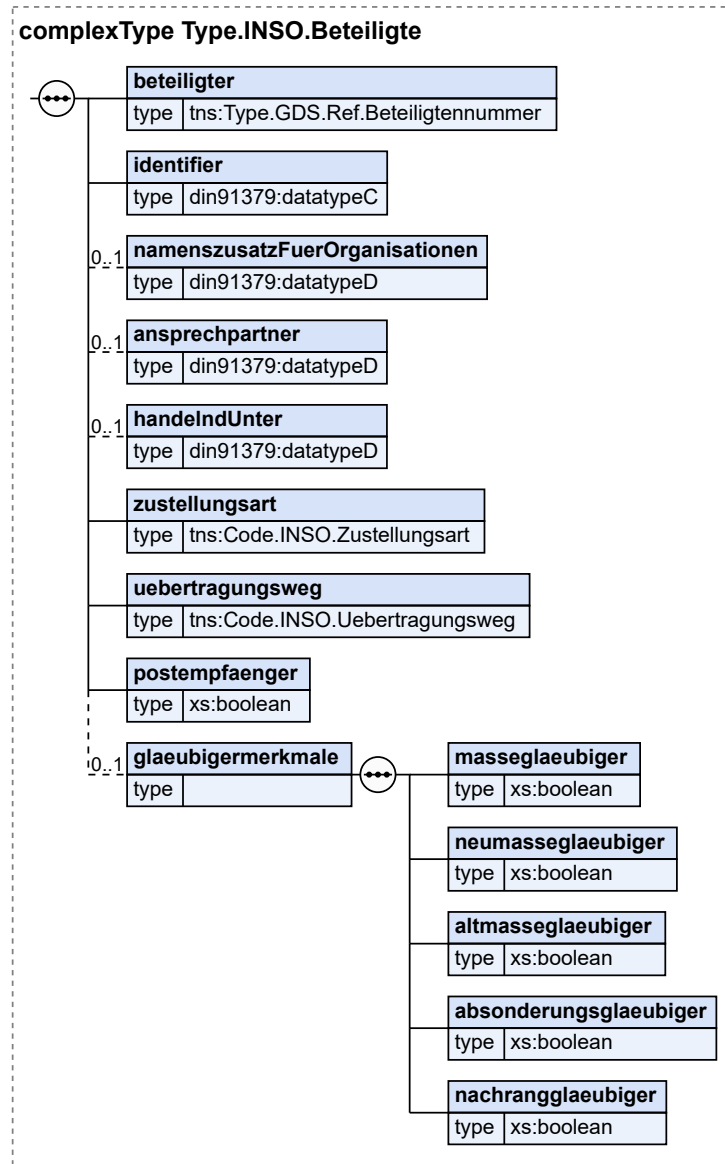 complexType Type.INSO.Beteiligte
beteiligter
type tns:Type.GDS.Ref.Beteiligtennummer
identifier
type din91379:datatypeC
0..1 namenszusatzFuerOrganisationen
type din91379:datatypeD
0..1 ansprechpartner
type din91379:datatypeD
0..1 handelndUnter
type din91379:datatypeD
zustellungsart
type tns:Code.INSO.Zustellungsart
uebertragungsweg
type tns:Code.INSO.Uebertragungsweg
postempfaenger
type xs:boolean
0..1 glaeubigermerkmale
type
masseglaeubiger
type xs:boolean
neumasseglaeubiger
type xs:boolean
altmasseglaeubiger
type xs:boolean
absonderungsglaeubiger
type xs:boolean
nachrangglaeubiger
type xs:boolean